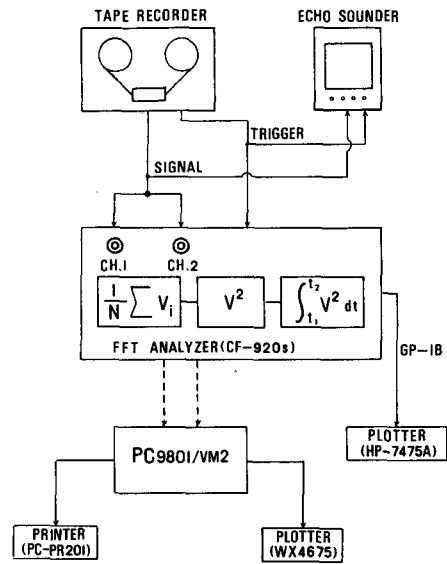 TAPE RECORDER
ECHO SOUNDER
TRIGGER
SIGNAL
CH.1
CH.2
1/N ∑ Vi
V²
∫t₁t₂ V² dt
FFT ANALYZER(CF-920s)
GP-IB
PC9801/VM2
PLOTTER
(HP-7475A)
PRINTER
(PC-PR201)
PLOTTER
(WX4675)